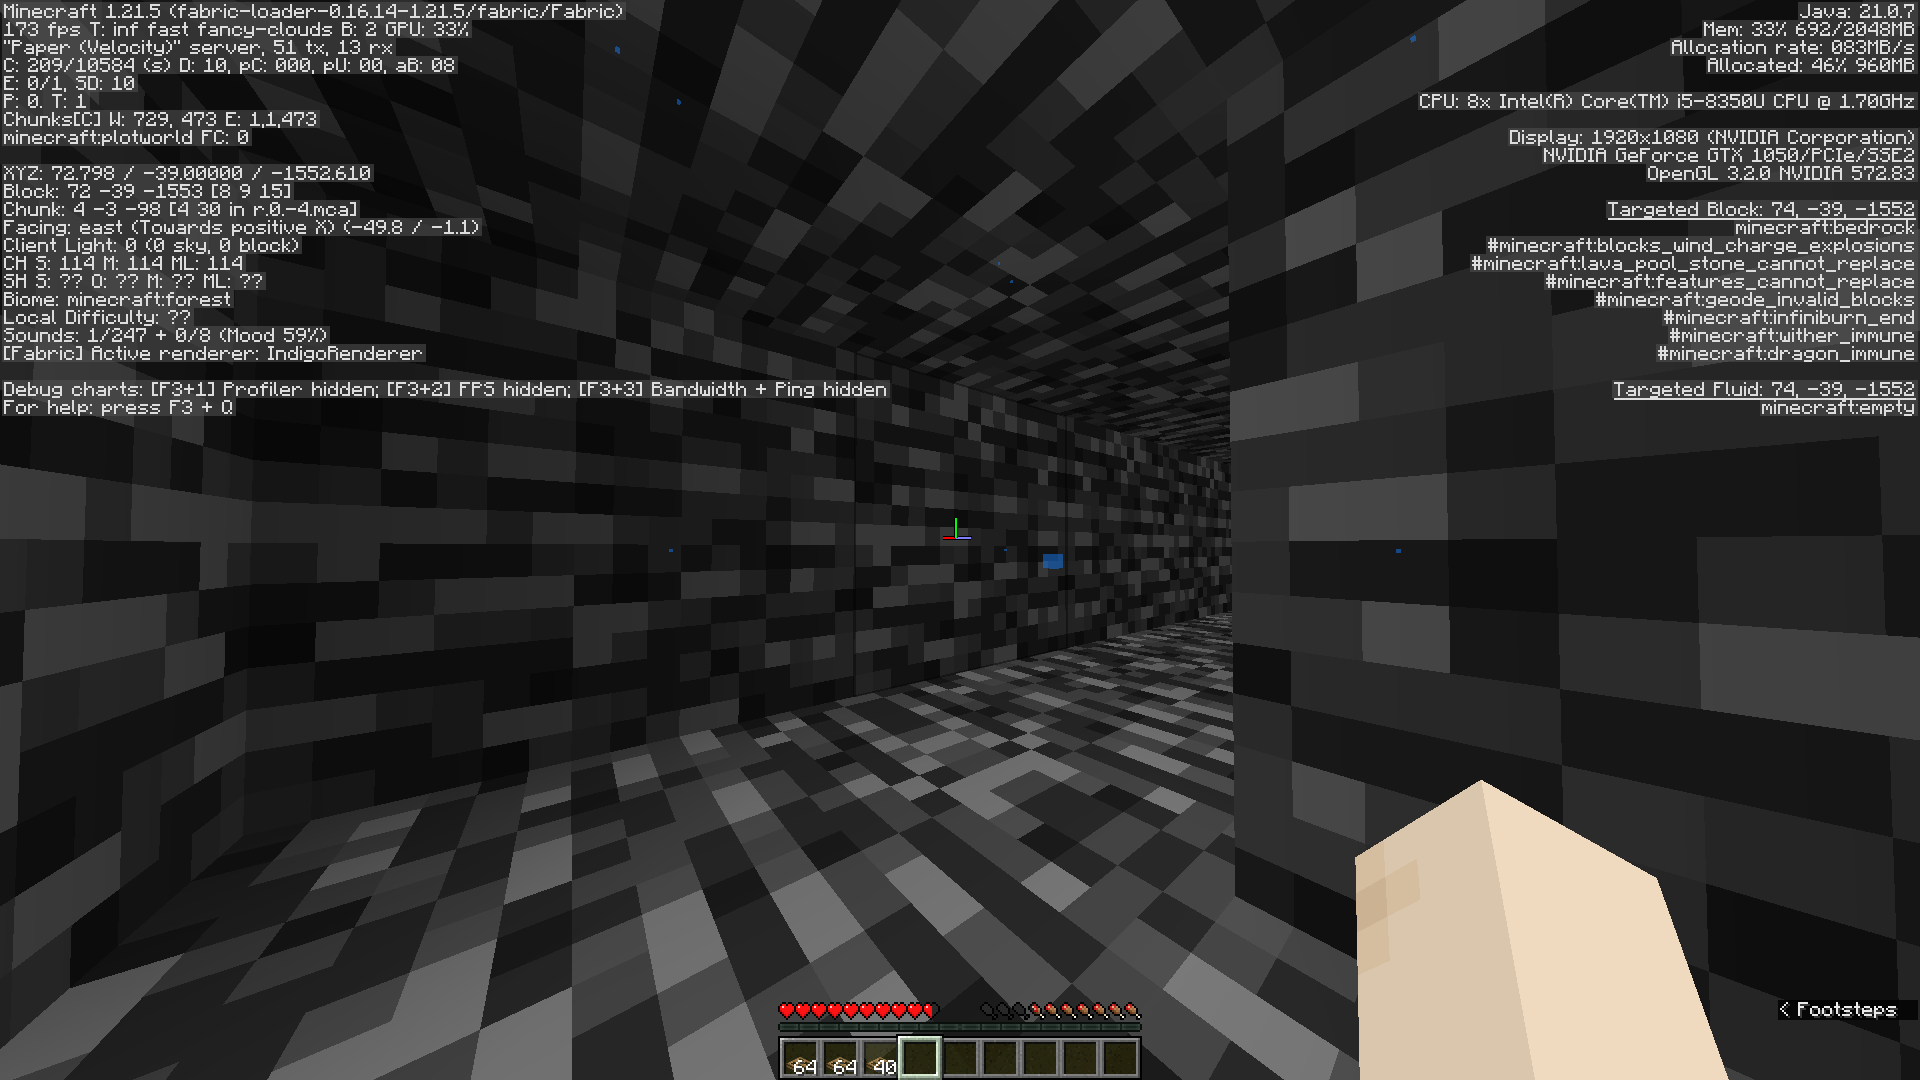 Minecraft 1.21.5 (fabric-loader-0.16.14-1.21.5/fabric/Fabric)
173 fps T: inf fast fancy-clouds B: 2 GPU: 33%
"Paper (Velocity)" server, 51 tx, 13 rx
C: 209/10584 (s) D: 10, pC: 000, pU: 00, aB: 08
E: 0/1, SD: 10
P: 0. T: 1
Chunks[C] W: 729, 473 E: 1,1,473
minecraft:plotworld FC: 0
XYZ: 72.798 / -39.00000 / -1552.610
Block: 72 -39 -1553 [8 9 15]
Chunk: 4 -3 -98 [4 30 in r.0.-4.mca]
Facing: east (Towards positive X) (-49.8 / -1.1)
Client Light: 0 (0 sky, 0 block)
CH S: 114 M: 114 ML: 114
SH S: ?? O: ?? M: ?? ML: ??
Biome: minecraft:forest
Local Difficulty: ??
Sounds: 1/247 + 0/8 (Mood 59%)
[Fabric] Active renderer: IndigoRenderer
Debug charts: [F3+1] Profiler hidden; [F3+2] FPS hidden; [F3+3] Bandwidth + Ping hidden
For help: press F3 + Q
Java: 21.0.7
Mem: 33% 692/2048MB
Allocation rate: 083MB/s
Allocated: 46% 960MB
CPU: 8x Intel(R) Core(TM) i5-8350U CPU @ 1.70GHz
Display: 1920x1080 (NVIDIA Corporation)
NVIDIA GeForce GTX 1050/PCIe/SSE2
OpenGL 3.2.0 NVIDIA 572.83
Targeted Block: 74, -39, -1552
minecraft:bedrock
#minecraft:blocks_wind_charge_explosions
#minecraft:lava_pool_stone_cannot_replace
#minecraft:features_cannot_replace
#minecraft:geode_invalid_blocks
#minecraft:infiniburn_end
#minecraft:wither_immune
#minecraft:dragon_immune
Targeted Fluid: 74, -39, -1552
minecraft:empty
< Footsteps
64 64 40